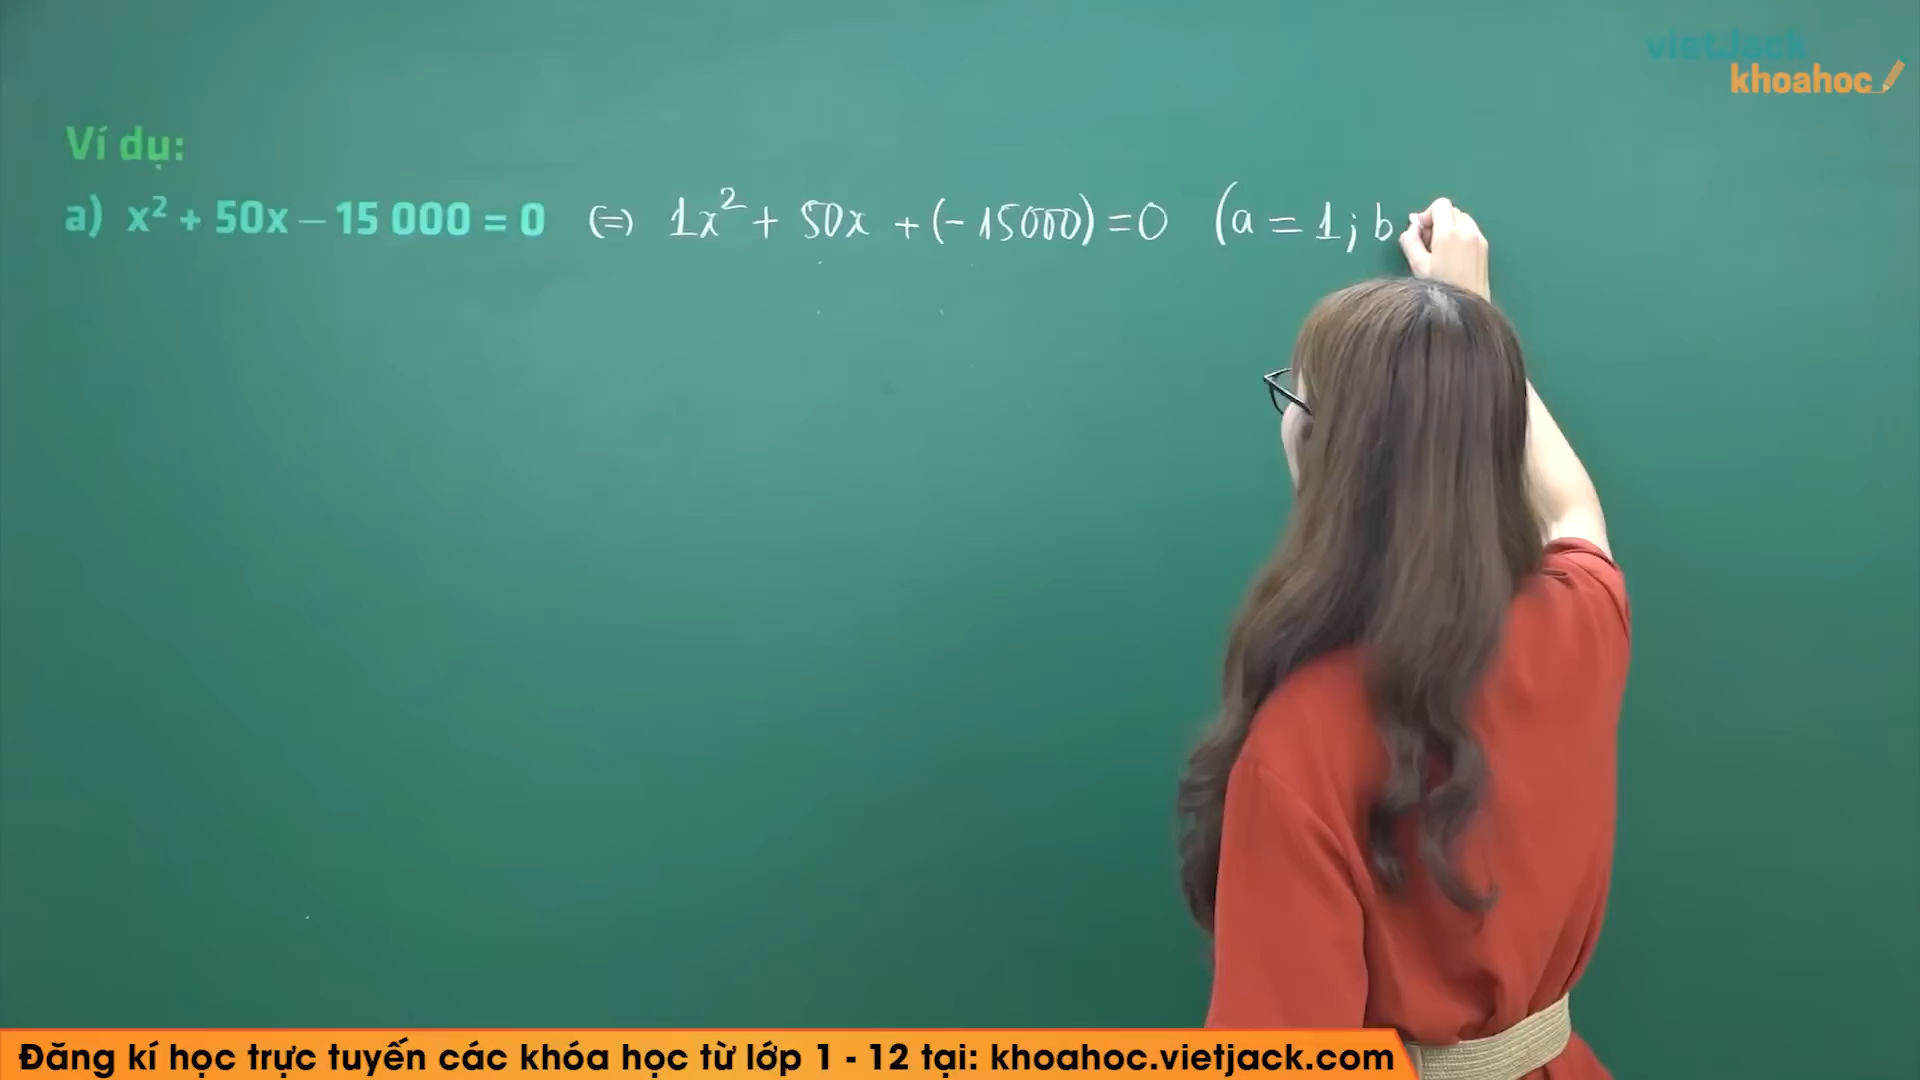 vietJack
khoahoc
Ví dụ:
a) x² + 50x – 15 000 = 0 (=) 1x² + 50x + (- 15000) = 0 (a = 1; b
Đăng kí học trực tuyến các khóa học từ lớp 1 - 12 tại: khoahoc.vietjack.com